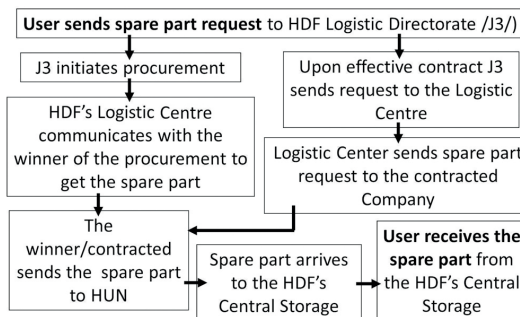 User sends spare part request to HDF Logistic Directorate /J3/)
J3 initiates procurement
Upon effective contract J3
sends request to the Logistic
Centre
HDF's Logistic Centre
communicates with the
winner of the procurement to
get the spare part
Logistic Center sends spare part
request to the contracted
Company
The
winner/contracted
sends the spare part
to HUN
Spare part arrives
to the HDF's
Central Storage
User receives the
spare part from
the HDF's Central
Storage